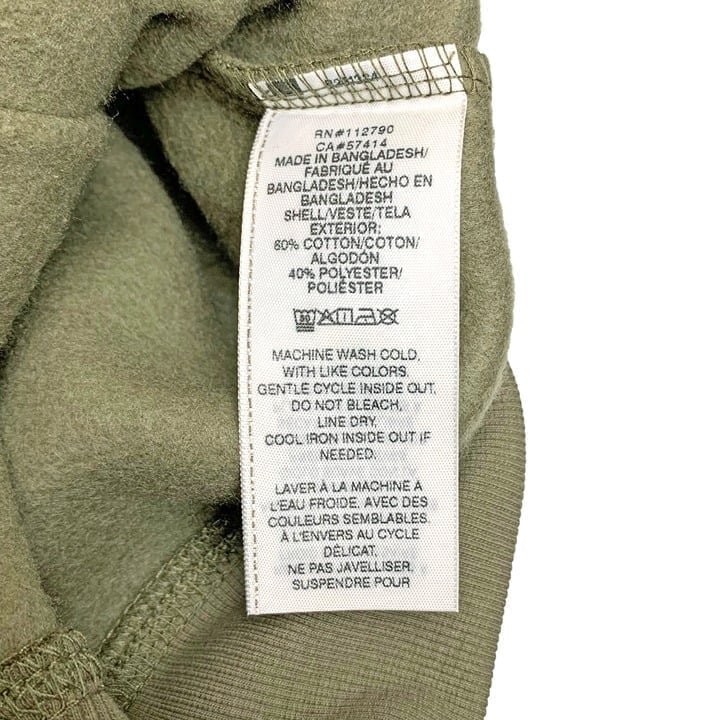 RN#112790
CA#57414
MADE IN BANGLADESH/
FABRIQUÉ AU
BANGLADESH/HECHO EN
BANGLADESH
SHELL/VESTE/TELA
EXTERIOR:
60% COTTON/COTON/
ALGODÓN
40% POLYESTER/
POLIÉSTER
MACHINE WASH COLD,
WITH LIKE COLORS.
GENTLE CYCLE INSIDE OUT.
DO NOT BLEACH,
LINE DRY,
COOL IRON INSIDE OUT IF
NEEDED.
LAVER À LA MACHINE À
L'EAU FROIDE, AVEC DES
COULEURS SEMBLABLES.
À L'ENVERS AU CYCLE
DÉLICAT.
NE PAS JAVELLISER,
SUSPENDRE POUR